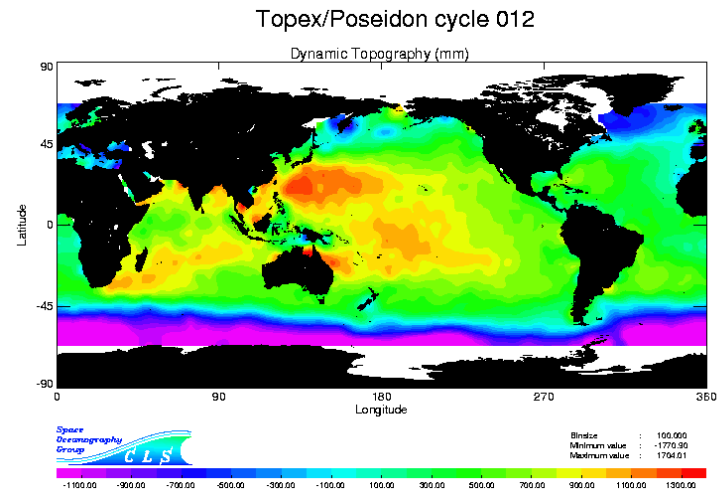 Topex/Poseidon cycle 012
Dynamic Topography (mm)
90
45
0
-45
-90
Latitude
0 90 180 270 360
Longitude
Space
Oceanography
Group
CLS
Binsize : 100.000
Minimum value : -1770.90
Maximum value : 1704.01
-1100.00 -900.00 -700.00 -500.00 -300.00 -100.00 100.00 300.00 500.00 700.00 900.00 1100.00 1300.00